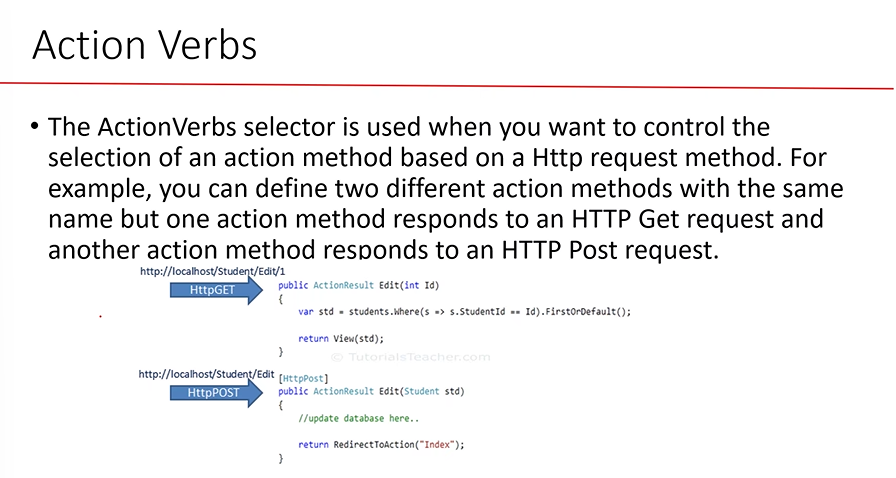 Action Verbs
• The ActionVerbs selector is used when you want to control the
selection of an action method based on a Http request method. For
example, you can define two different action methods with the same
name but one action method responds to an HTTP Get request and
another action method responds to an HTTP Post request.
http://localhost/Student/Edit/1
HttpGET
public ActionResult Edit(int Id)
{
var std = students.Where(s => s.StudentId == Id).FirstOrDefault();
return View(std);
}
© TutorialsTeacher.com
http://localhost/Student/Edit
HttpPOST
[HttpPost]
public ActionResult Edit(Student std)
{
//update database here..
return RedirectToAction("Index");
}